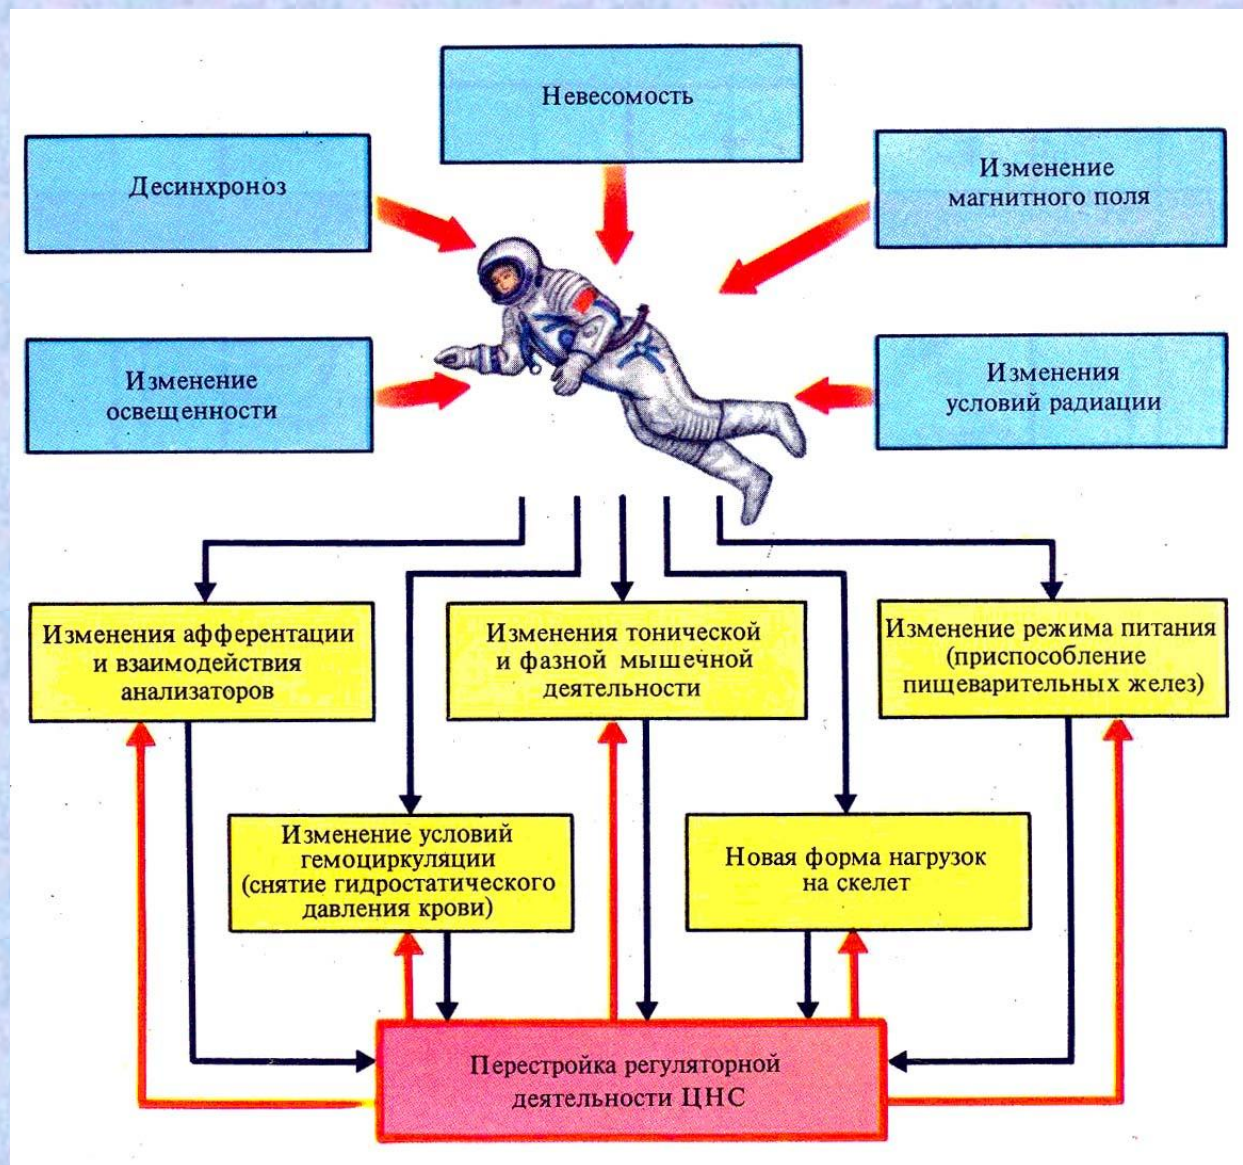 Невесомость
Десинхроноз
Изменение
магнитного поля
Изменение
освещенности
Изменения
условий радиации
Изменения афферентации
и взаимодействия
анализаторов
Изменения тонической
и фазной мышечной
деятельности
Изменение режима питания
(приспособление
пищеварительных желез)
Изменение условий
гемоциркуляции
(снятие гидростатического
давления крови)
Новая форма нагрузок
на скелет
Перестройка регуляторной
деятельности ЦНС